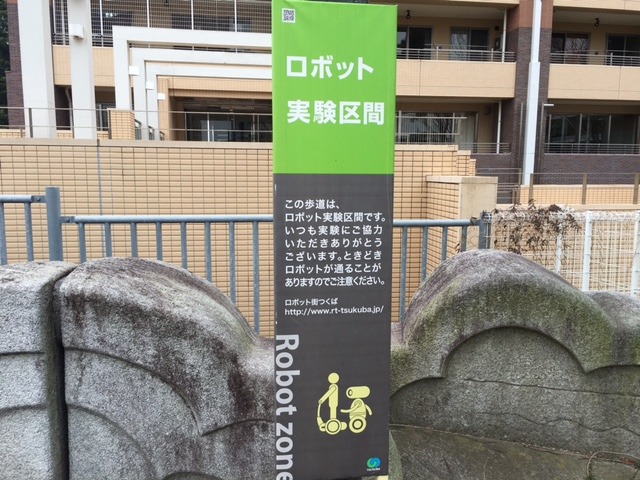 ロボット
実験区間
この歩道は、
ロボット実験区間です。
いつも実験にご協力
いただきありがとう
ございます。ときどき
ロボットが通ることが
ありますのでご注意ください。
ロボット街つくば
http://www.rt-tsukuba.jp/
Robot zone